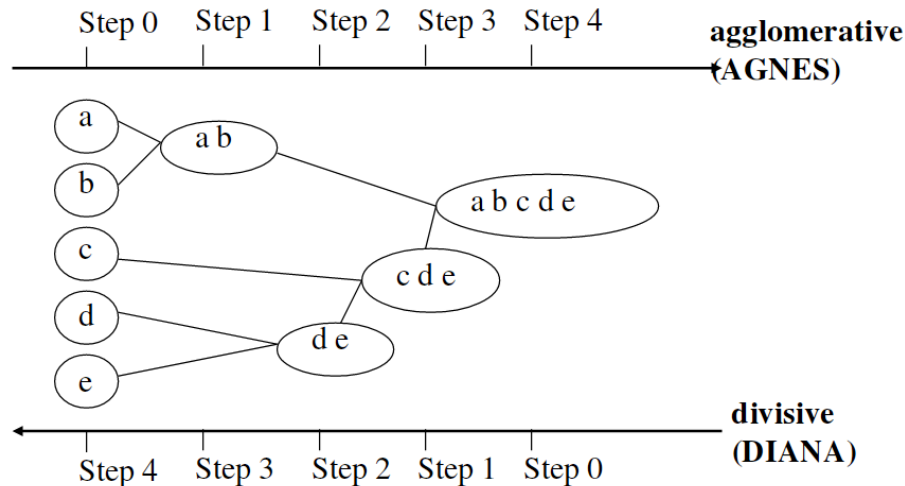 Step 0 Step 1 Step 2 Step 3 Step 4
agglomerative
(AGNES)
a
a b
b
a b c d e
c
c d e
d
d e
e
divisive
(DIANA)
Step 4 Step 3 Step 2 Step 1 Step 0